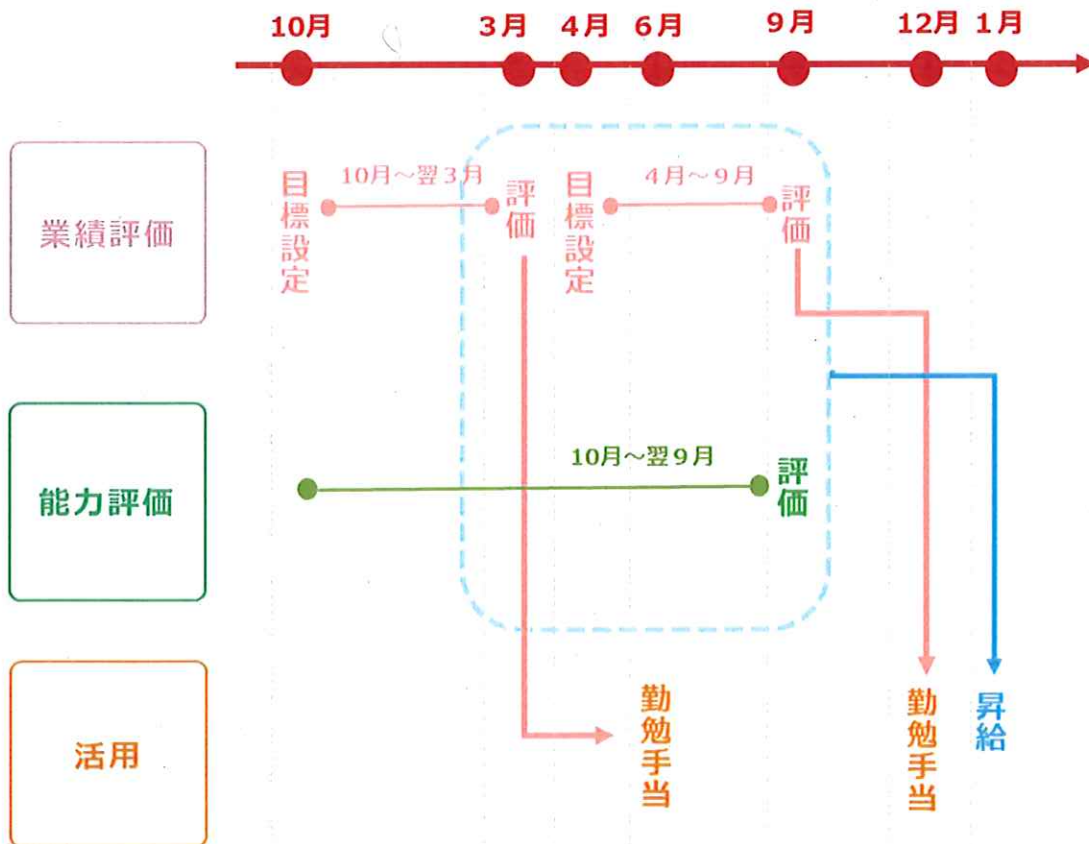 10月
3月
4月
6月
9月
12月
1月
業績評価
目標設定
10月～翌3月
評価
目標設定
4月～9月
評価
能力評価
10月～翌9月
評価
活用
勤勉手当
勤勉手当
昇給